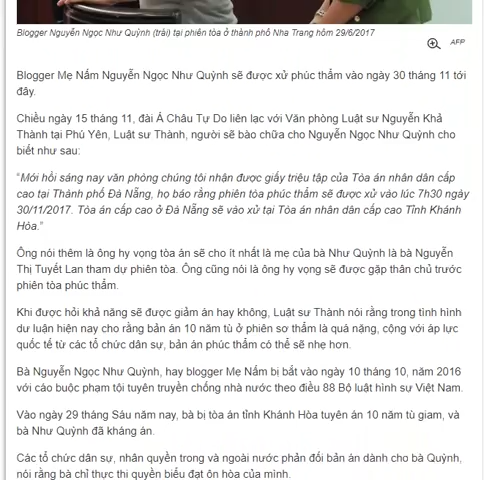 Blogger Nguyễn Ngọc Như Quỳnh (trái) tại phiên tòa ở thành phố Nha Trang hôm 29/6/2017
AFP
Blogger Mẹ Nấm Nguyễn Ngọc Như Quỳnh sẽ được xử phúc thẩm vào ngày 30 tháng 11 tới
đây.
Chiều ngày 15 tháng 11, đài Á Châu Tự Do liên lạc với Văn phòng Luật sư Nguyễn Khả
Thành tại Phú Yên, Luật sư Thành, người sẽ bào chữa cho Nguyễn Ngọc Như Quỳnh cho
biết như sau:
“Mới hồi sáng nay văn phòng chúng tôi nhận được giấy triệu tập của Tòa án nhân dân cấp
cao tại Thành phố Đà Nẵng, họ báo rằng phiên tòa phúc thẩm sẽ được xử vào lúc 7h30 ngày
30/11/2017. Tòa án cấp cao ở Đà Nẵng sẽ vào xử tại Tòa án nhân dân cấp cao Tỉnh Khánh
Hòa.”
Ông nói thêm là ông hy vọng tòa án sẽ cho ít nhất là mẹ của bà Như Quỳnh là bà Nguyễn
Thị Tuyết Lan tham dự phiên tòa. Ông cũng nói là ông hy vọng sẽ được gặp thân chủ trước
phiên tòa phúc thẩm.
Khi được hỏi khả năng sẽ được giảm án hay không, Luật sư Thành nói rằng trong tình hình
dư luận hiện nay cho rằng bản án 10 năm tù ở phiên sơ thẩm là quá nặng, cộng với áp lực
quốc tế từ các tổ chức dân sự, bản án phúc thẩm có thể sẽ nhẹ hơn.
Bà Nguyễn Ngọc Như Quỳnh, hay blogger Mẹ Nấm bị bắt vào ngày 10 tháng 10, năm 2016
với cáo buộc phạm tội tuyên truyền chống nhà nước theo điều 88 Bộ luật hình sự Việt Nam.
Vào ngày 29 tháng Sáu năm nay, bà bị tòa án tỉnh Khánh Hòa tuyên án 10 năm tù giam, và
bà Như Quỳnh đã kháng án.
Các tổ chức dân sự, nhân quyền trong và ngoài nước phản đối bản án dành cho bà Quỳnh,
nói rằng bà chỉ thực thi quyền biểu đạt ôn hòa của mình.